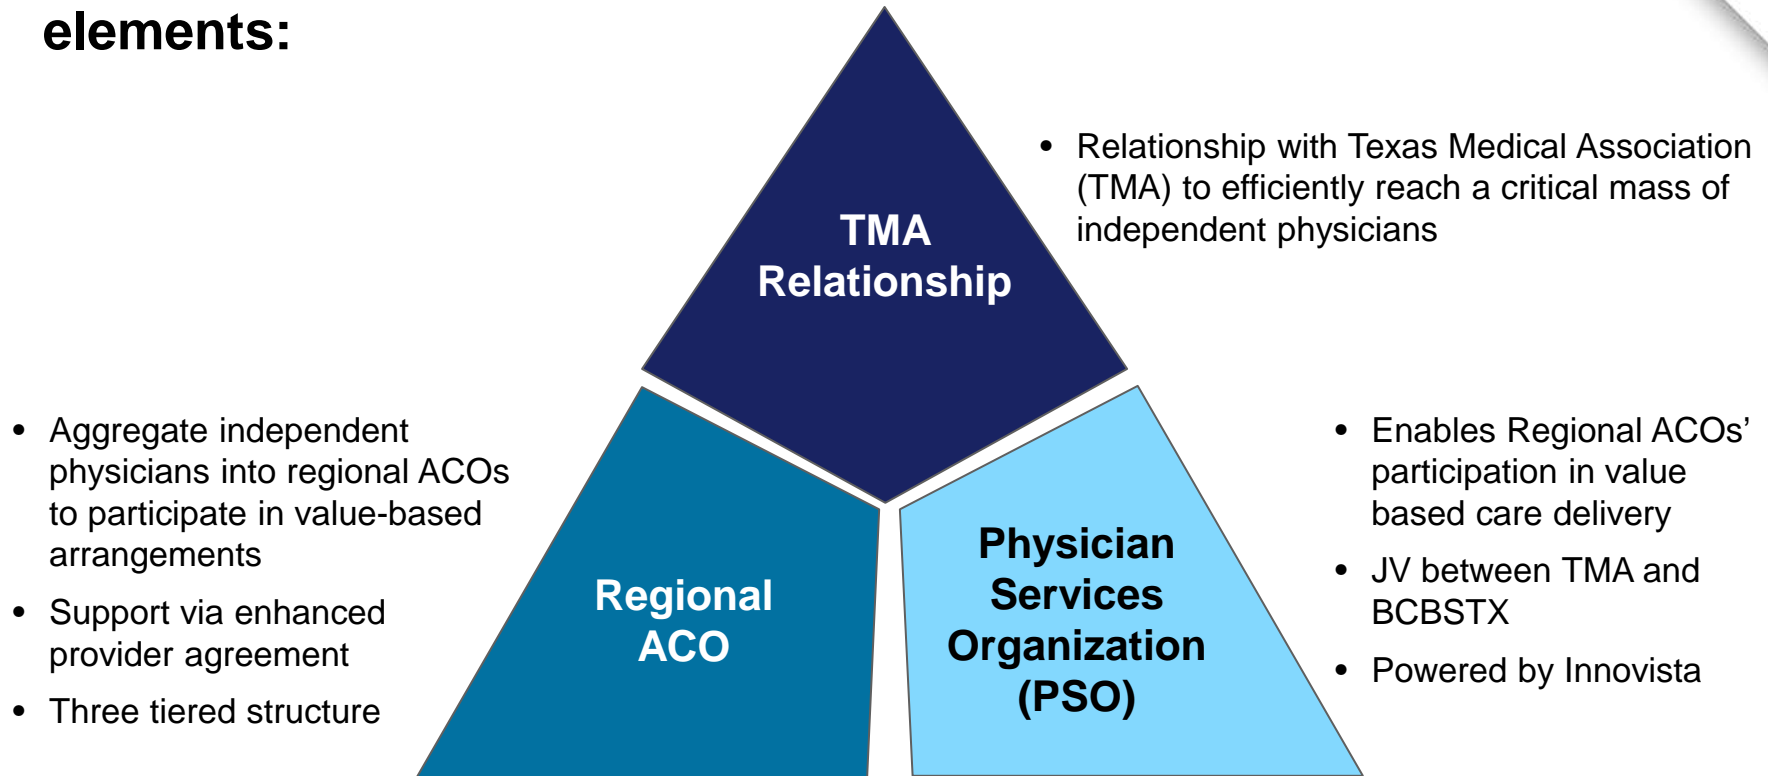 elements:
TMA
Relationship
• Relationship with Texas Medical Association
(TMA) to efficiently reach a critical mass of
independent physicians
• Aggregate independent
physicians into regional ACOs
to participate in value-based
arrangements
• Support via enhanced
provider agreement
• Three tiered structure
Regional
ACO
Physician
Services
Organization
(PSO)
• Enables Regional ACOs’
participation in value
based care delivery
• JV between TMA and
BCBSTX
• Powered by Innovista